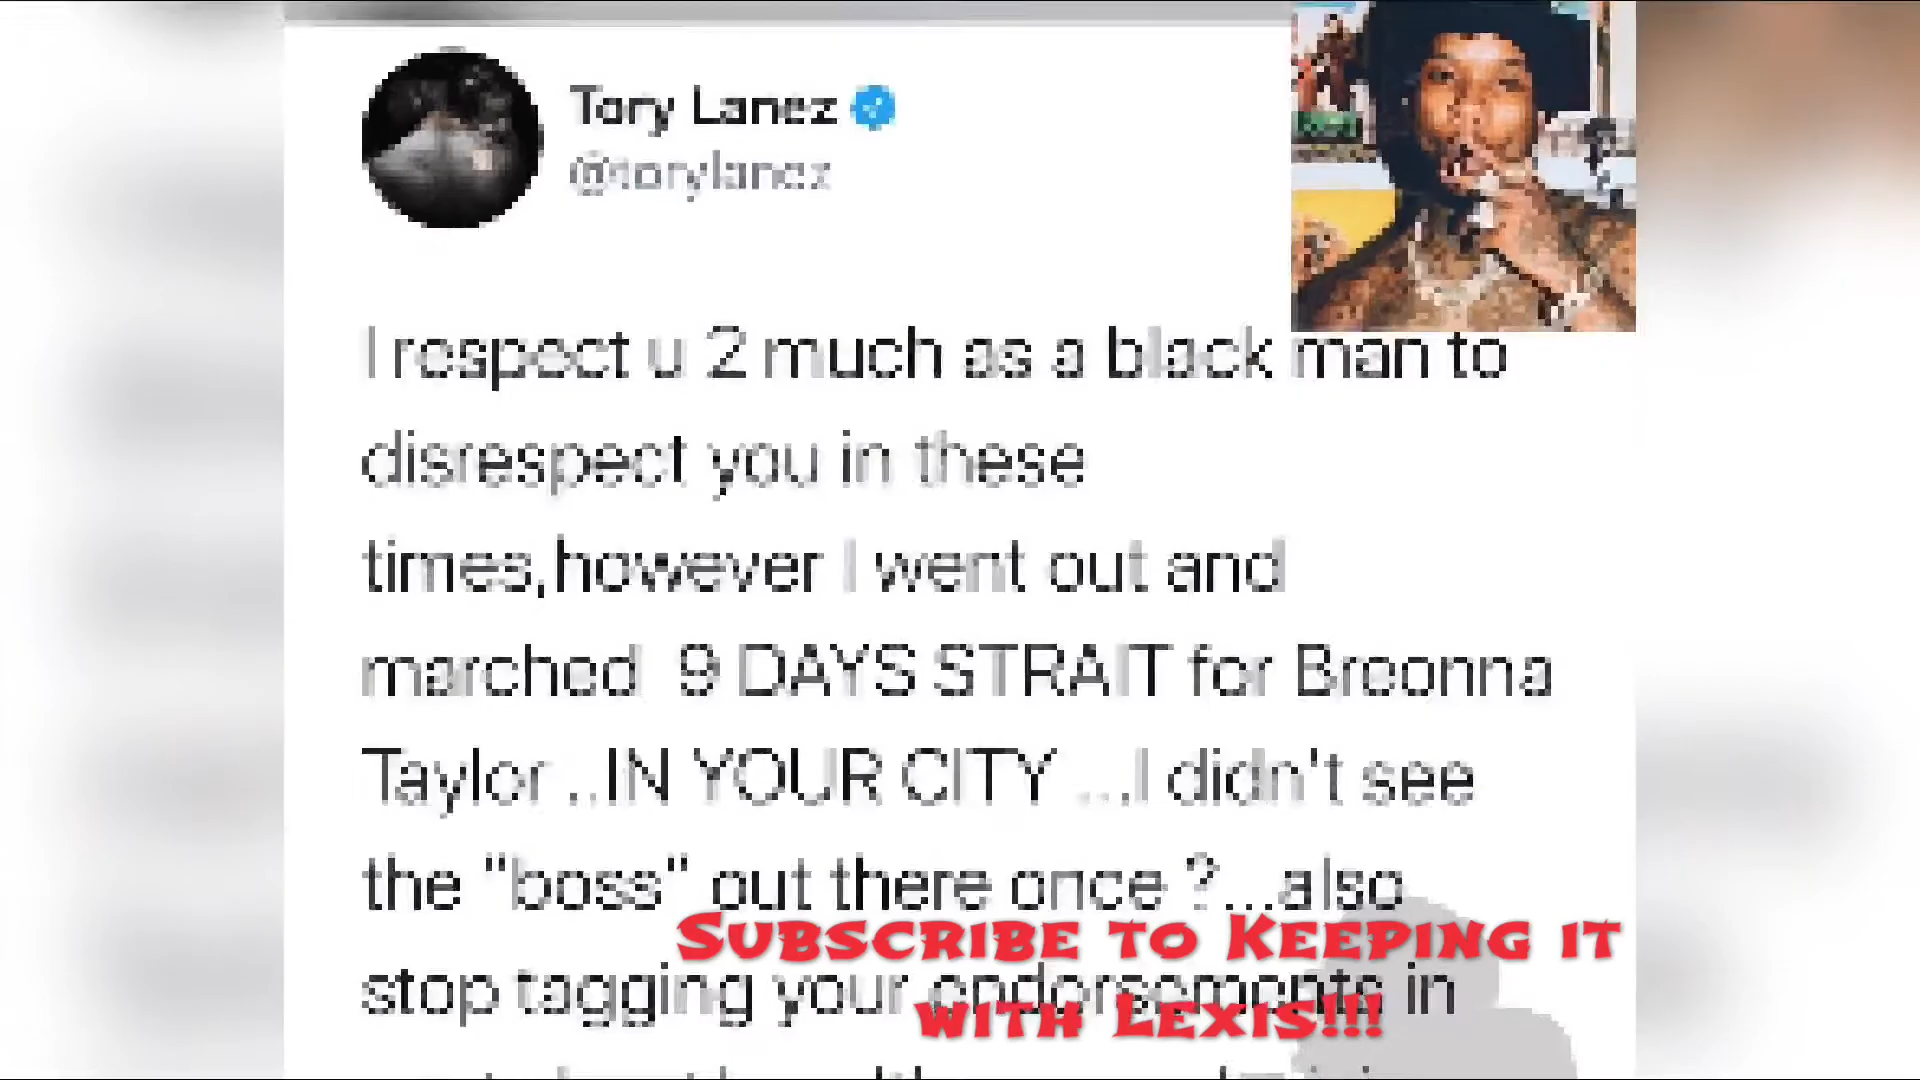 Tory Lanez
@torylanez
I respect u 2 much as a black man to
disrespect you in these
times,however I went out and
marched 9 DAYS STRAIT for Breonna
Taylor ..IN YOUR CITY ...I didn't see
the "boss" out there once ?...also
Subscribe to Keeping it
stop tagging your endorsements in
with Lexis!!!